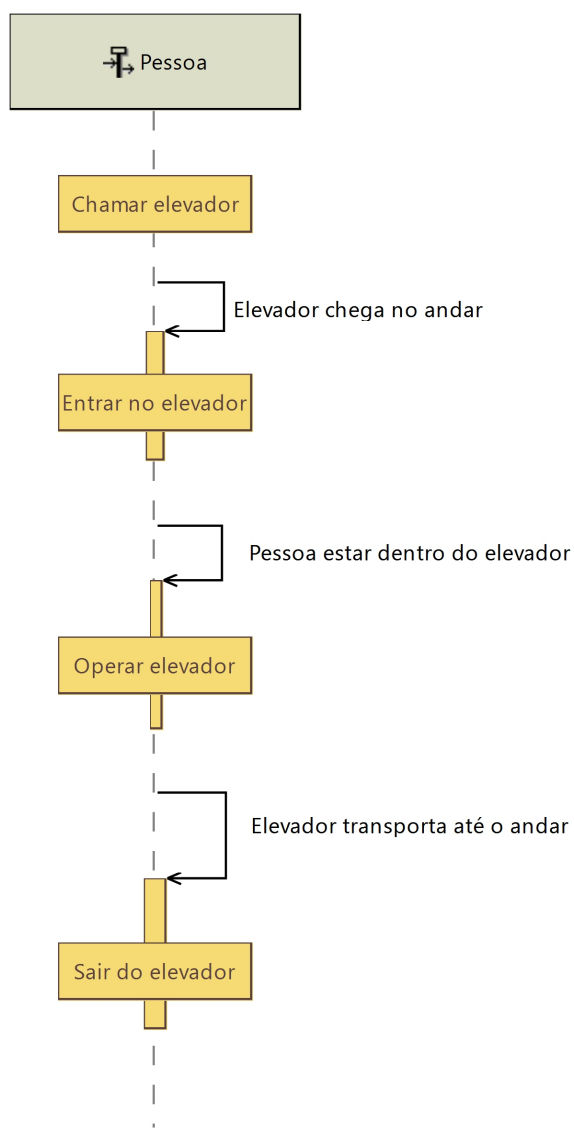 Pessoa
Chamar elevador
Elevador chega no andar
Entrar no elevador
Pessoa estar dentro do elevador
Operar elevador
Elevador transporta até o andar
Sair do elevador